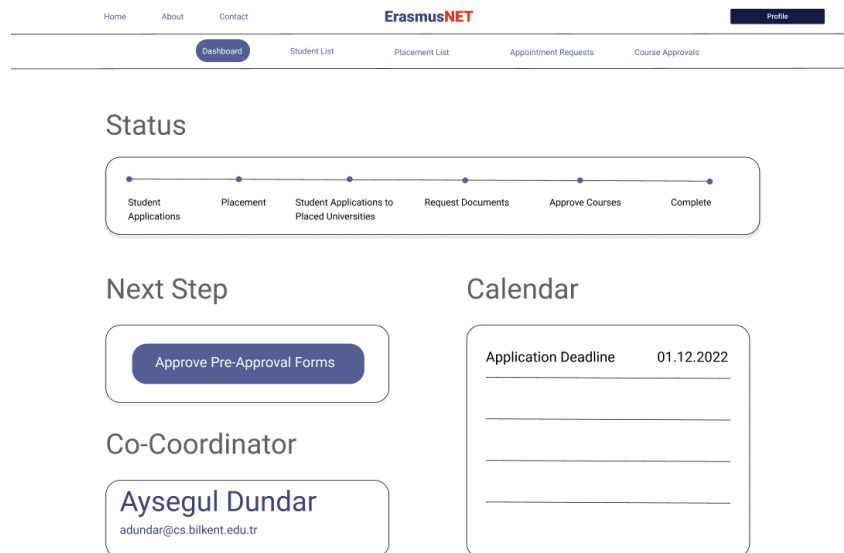 Home About Contact ErasmusNET Profile
Dashboard Student List Placement List Appointment Requests Course Approvals
Status
Student Applications
Placement
Student Applications to
Placed Universities
Request Documents
Approve Courses
Complete
Next Step
Approve Pre-Approval Forms
Calendar
Application Deadline 01.12.2022
Co-Coordinator
Aysegul Dundar
adundar@cs.bilkent.edu.tr